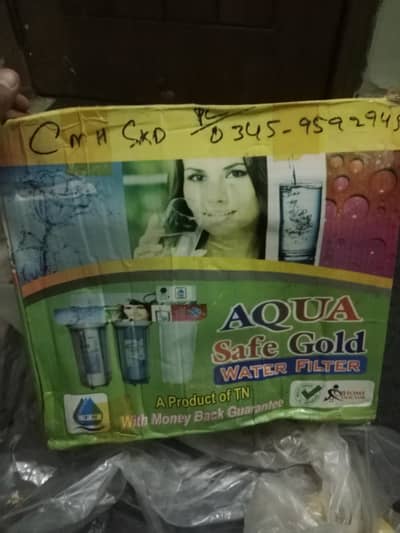 CMH SKD 0345-9592945
AQUA
Safe Gold
WATER FILTER
A Product of TN
With Money Back Guarantee